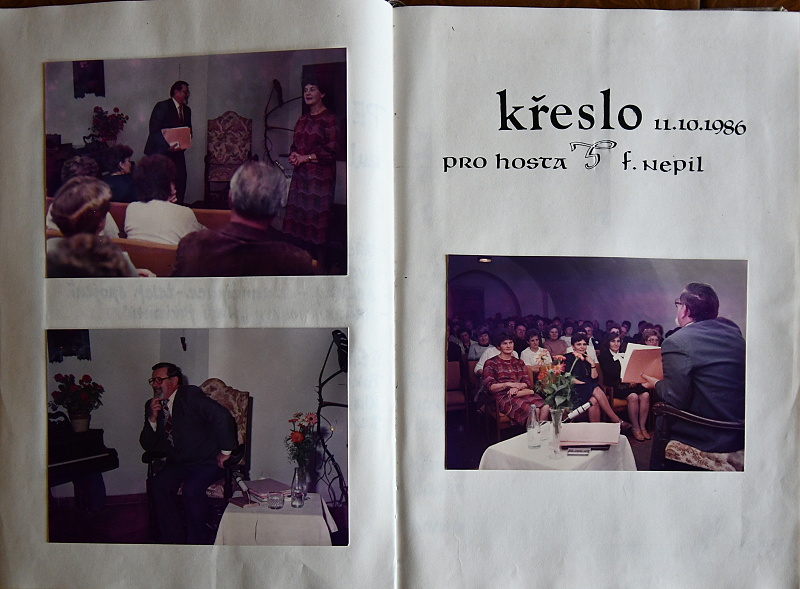 křeslo 11.10.1986
pro hosta f. nepil